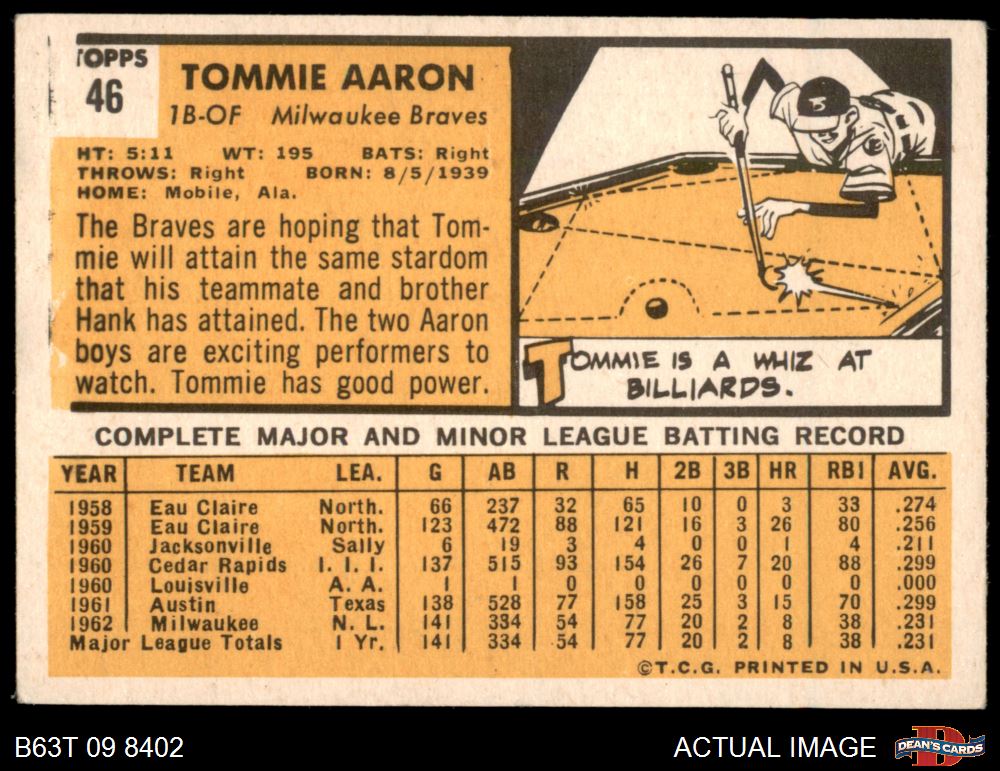 TOPPS
46
TOMMIE AARON
1B-OF Milwaukee Braves
HT: 5:11 WT: 195 BATS: Right
THROWS: Right BORN: 8/5/1939
HOME: Mobile, Ala.
The Braves are hoping that Tom-
mie will attain the same stardom
that his teammate and brother
Hank has attained. The two Aaron
boys are exciting performers to
watch. Tommie has good power.
TOMMIE IS A WHIZ AT
BILLIARDS.
COMPLETE MAJOR AND MINOR LEAGUE BATTING RECORD
YEAR TEAM LEA. G AB R H 2B 3B HR RBI AVG.
1958 Eau Claire North. 66 237 32 65 10 0 3 33 .274
1959 Eau Claire North. 123 472 88 121 16 3 26 80 .256
1960 Jacksonville Sally 6 19 3 4 0 0 1 4 .211
1960 Cedar Rapids I. I. I. 137 515 93 154 26 7 20 88 .299
1960 Louisville A. A. 1 1 0 0 0 0 0 0 .000
1961 Austin Texas 138 528 77 158 25 3 15 70 .299
1962 Milwaukee N. L. 141 334 54 77 20 2 8 38 .231
Major League Totals 1 Yr. 141 334 54 77 20 2 8 38 .231
©T.C.G. PRINTED IN U.S.A.
B63T 09 8402 ACTUAL IMAGE DEAN'S CARDS